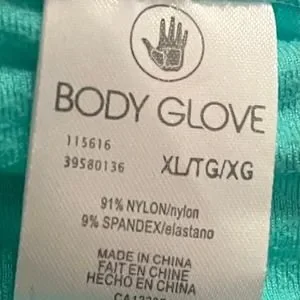 BODY GLOVE
115616
39580136 XL/TG/XG
91% NYLON/nylon
9% SPANDEX/elastano
MADE IN CHINA
FAIT EN CHINE
HECHO EN CHINA